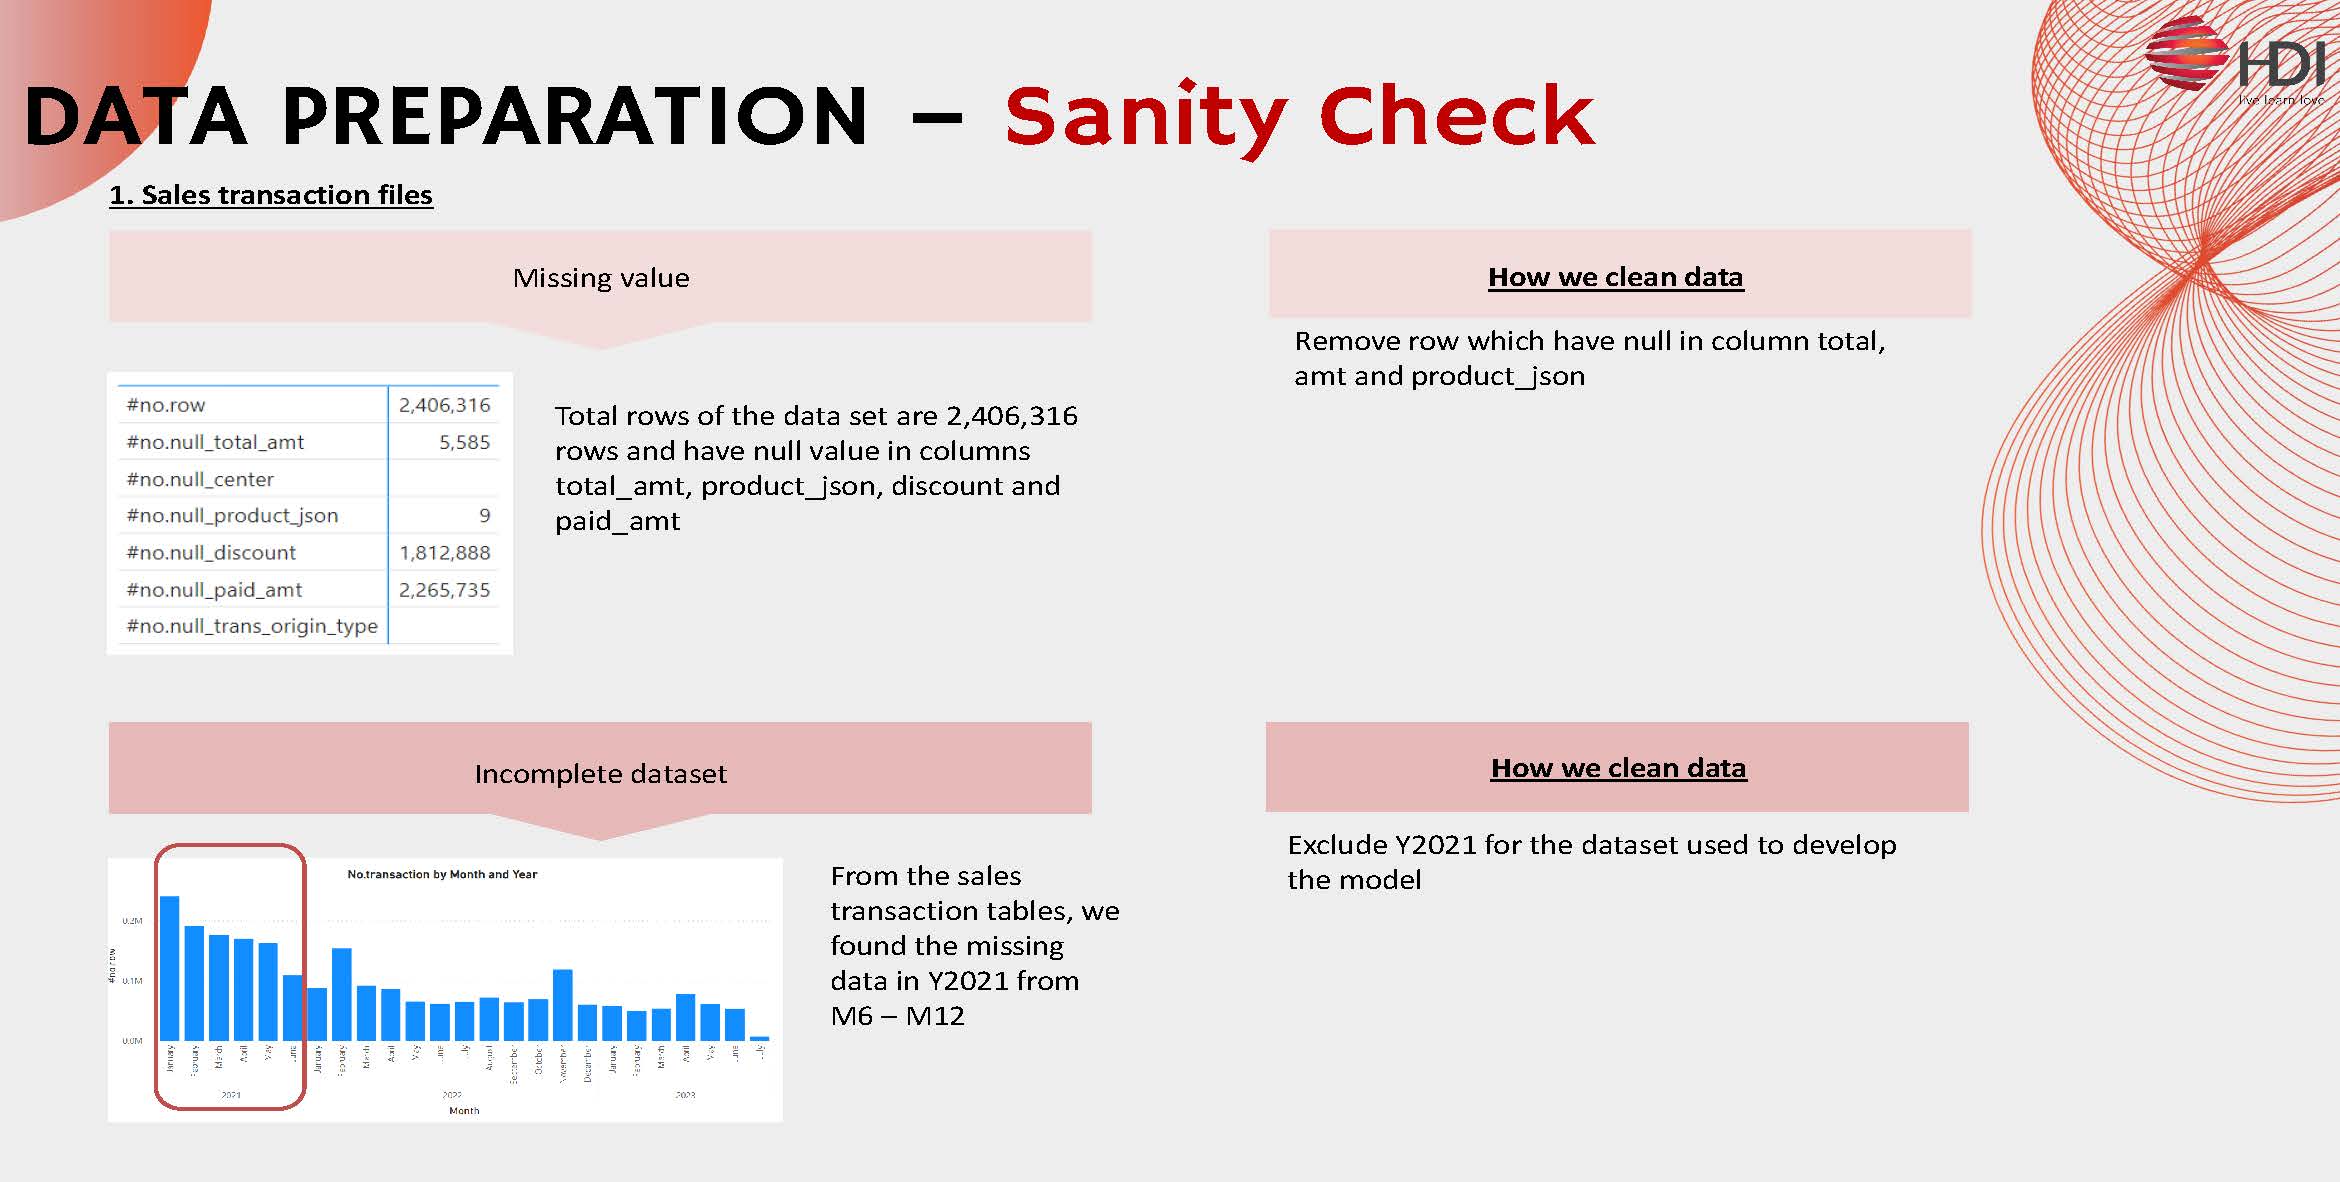 HDI
live learn love
DATA PREPARATION – Sanity Check
1. Sales transaction files
Missing value
#no.row 2,406,316
#no.null_total_amt 5,585
#no.null_center
#no.null_product_json 9
#no.null_discount 1,812,888
#no.null_paid_amt 2,265,735
#no.null_trans_origin_type
Total rows of the data set are 2,406,316
rows and have null value in columns
total_amt, product_json, discount and
paid_amt
How we clean data
Remove row which have null in column total,
amt and product_json
Incomplete dataset
No.transaction by Month and Year
#no.row
0.2M
0.1M
0.0M
January February March April May June January February March April May June July August September October November December January February March April May June July
2021 2022 2023
Month
From the sales
transaction tables, we
found the missing
data in Y2021 from
M6 – M12
How we clean data
Exclude Y2021 for the dataset used to develop
the model